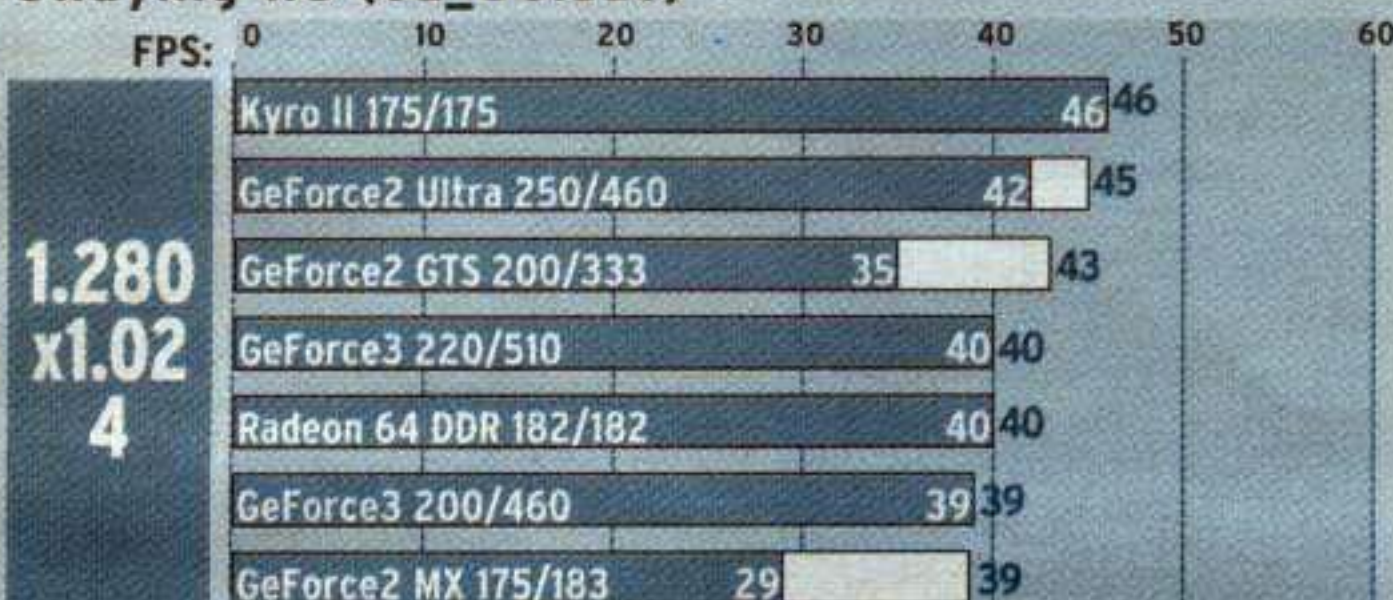 FPS: 0 10 20 30 40 50 60
Kyro II 175/175 46 46
GeForce2 Ultra 250/460 42 45
GeForce2 GTS 200/333 35 43
1.280
x1.02
4
GeForce3 220/510 40 40
Radeon 64 DDR 182/182 40 40
GeForce3 200/460 39 39
GeForce2 MX 175/183 29 39